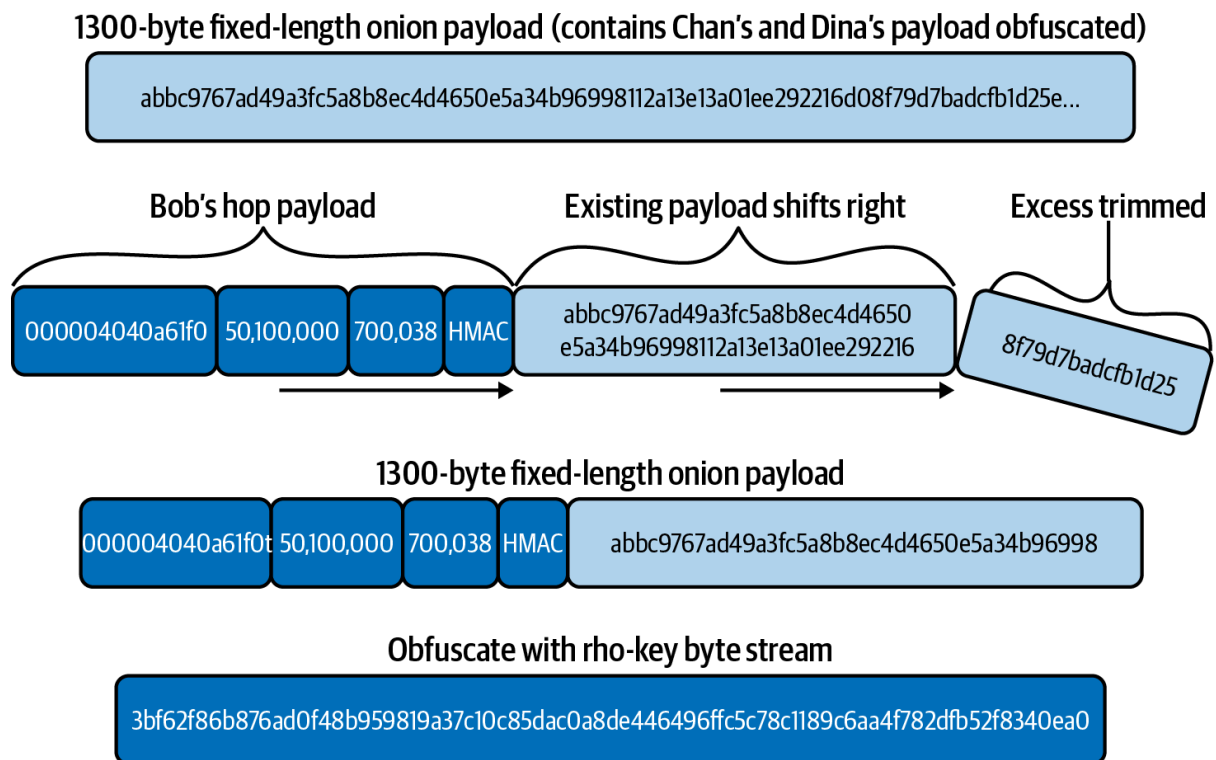 1300-byte fixed-length onion payload (contains Chan's and Dina's payload obfuscated)
abbc9767ad49a3fc5a8b8ec4d4650e5a34b96998112a13e13a01ee292216d08f79d7badcfb1d25e...
Bob's hop payload
Existing payload shifts right
Excess trimmed
000004040a61f0
50,100,000
700,038
HMAC
abbc9767ad49a3fc5a8b8ec4d4650
e5a34b96998112a13e13a01ee292216
8f79d7badcfb1d25
1300-byte fixed-length onion payload
000004040a61f0t
50,100,000
700,038
HMAC
abbc9767ad49a3fc5a8b8ec4d4650e5a34b96998
Obfuscate with rho-key byte stream
3bf62f86b876ad0f48b959819a37c10c85dac0a8de446496ffc5c78c1189c6aa4f782dfb52f8340ea0